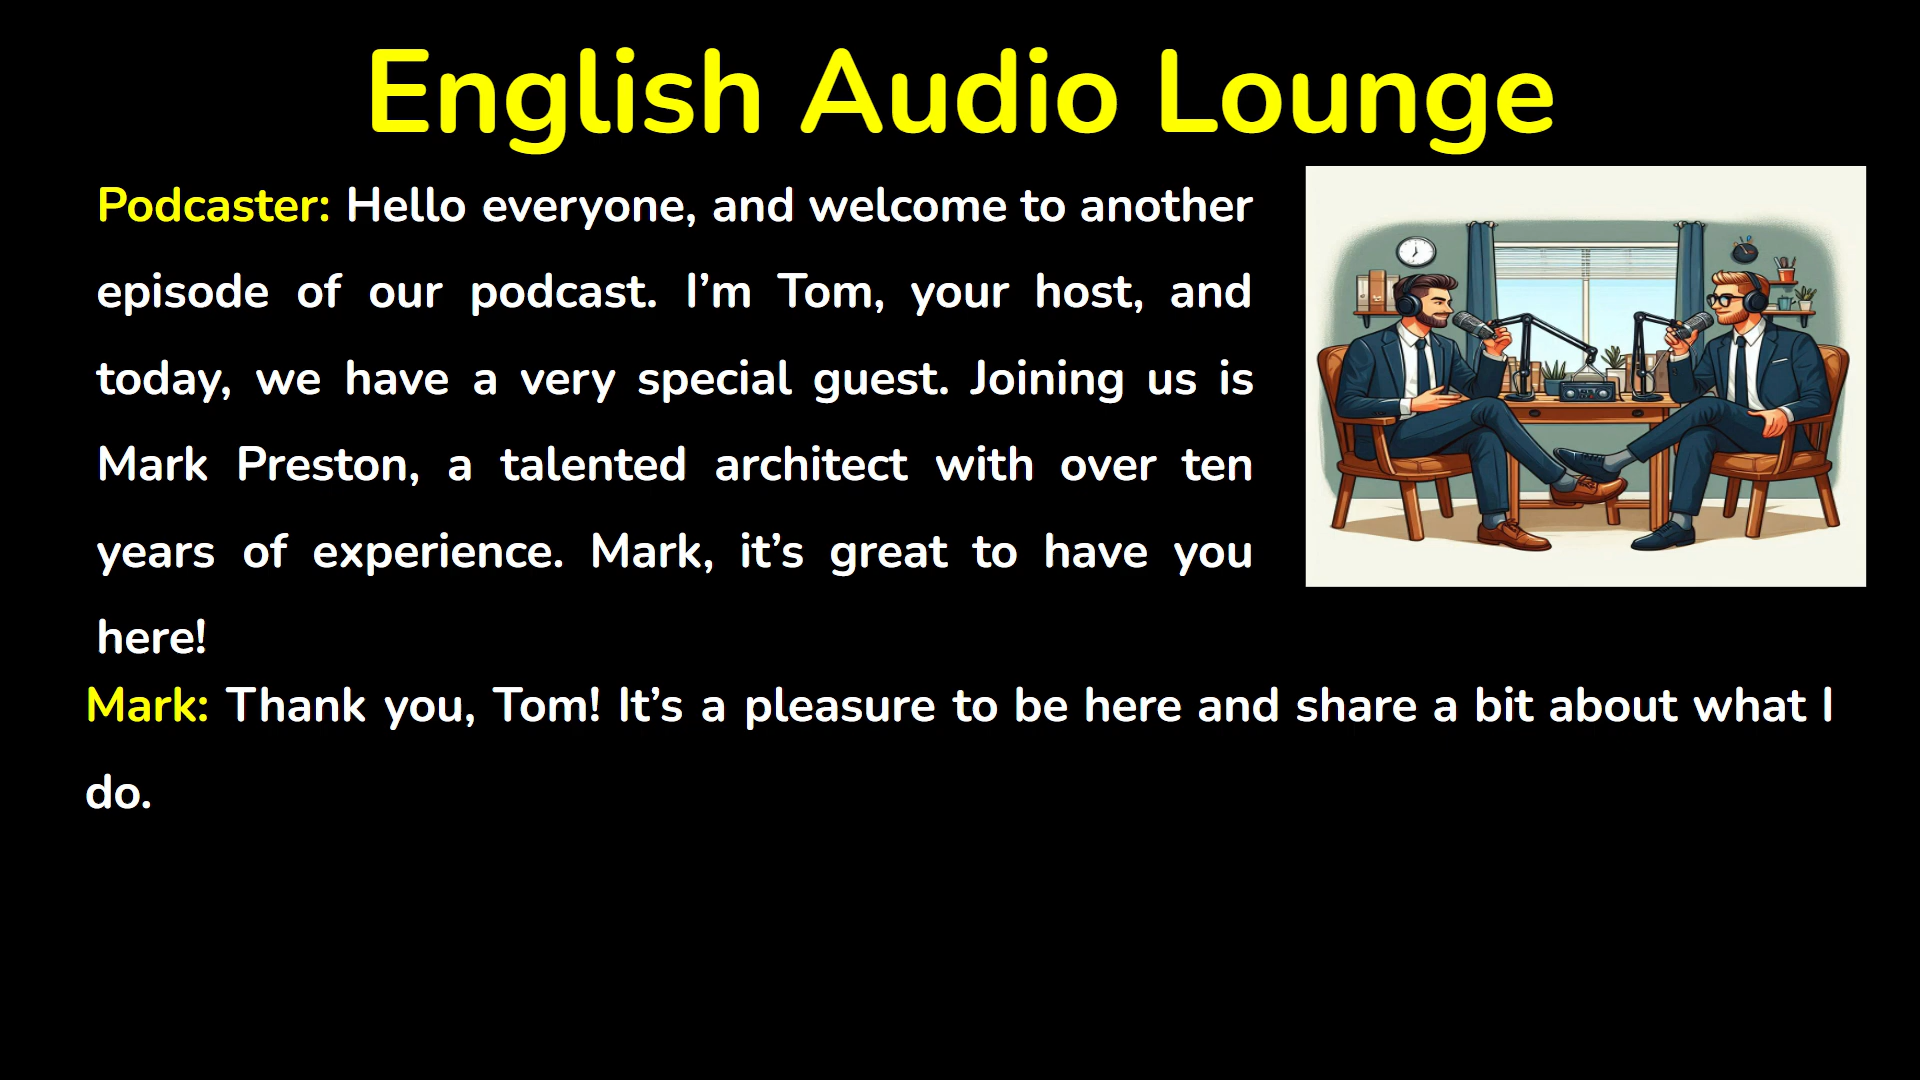 English Audio Lounge
Podcaster: Hello everyone, and welcome to another
episode of our podcast. I’m Tom, your host, and
today, we have a very special guest. Joining us is
Mark Preston, a talented architect with over ten
years of experience. Mark, it’s great to have you
here!
Mark: Thank you, Tom! It’s a pleasure to be here and share a bit about what I
do.